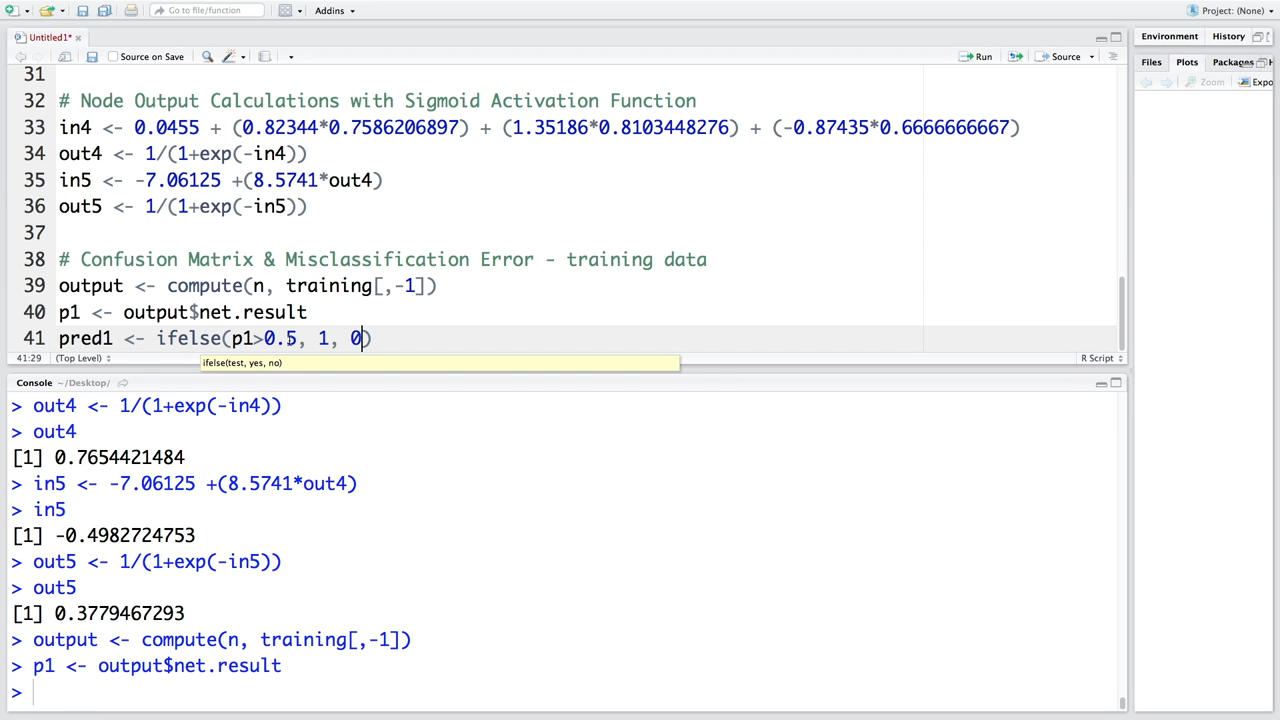 Go to file/function
Addins
Project: (None)
Untitled1*
Source on Save
Run
Source
31
32 # Node Output Calculations with Sigmoid Activation Function
33 in4 <- 0.0455 + (0.82344*0.7586206897) + (1.35186*0.8103448276) + (-0.87435*0.6666666667)
34 out4 <- 1/(1+exp(-in4))
35 in5 <- -7.06125 +(8.5741*out4)
36 out5 <- 1/(1+exp(-in5))
37
38 # Confusion Matrix & Misclassification Error - training data
39 output <- compute(n, training[,-1])
40 p1 <- output$net.result
41 pred1 <- ifelse(p1>0.5, 1, 0)
41:29 (Top Level) R Script
ifelse(test, yes, no)
Console ~/Desktop/
> out4 <- 1/(1+exp(-in4))
> out4
[1] 0.7654421484
> in5 <- -7.06125 +(8.5741*out4)
> in5
[1] -0.4982724753
> out5 <- 1/(1+exp(-in5))
> out5
[1] 0.3779467293
> output <- compute(n, training[,-1])
> p1 <- output$net.result
>
Environment History
Files Plots Packages
Zoom Expo